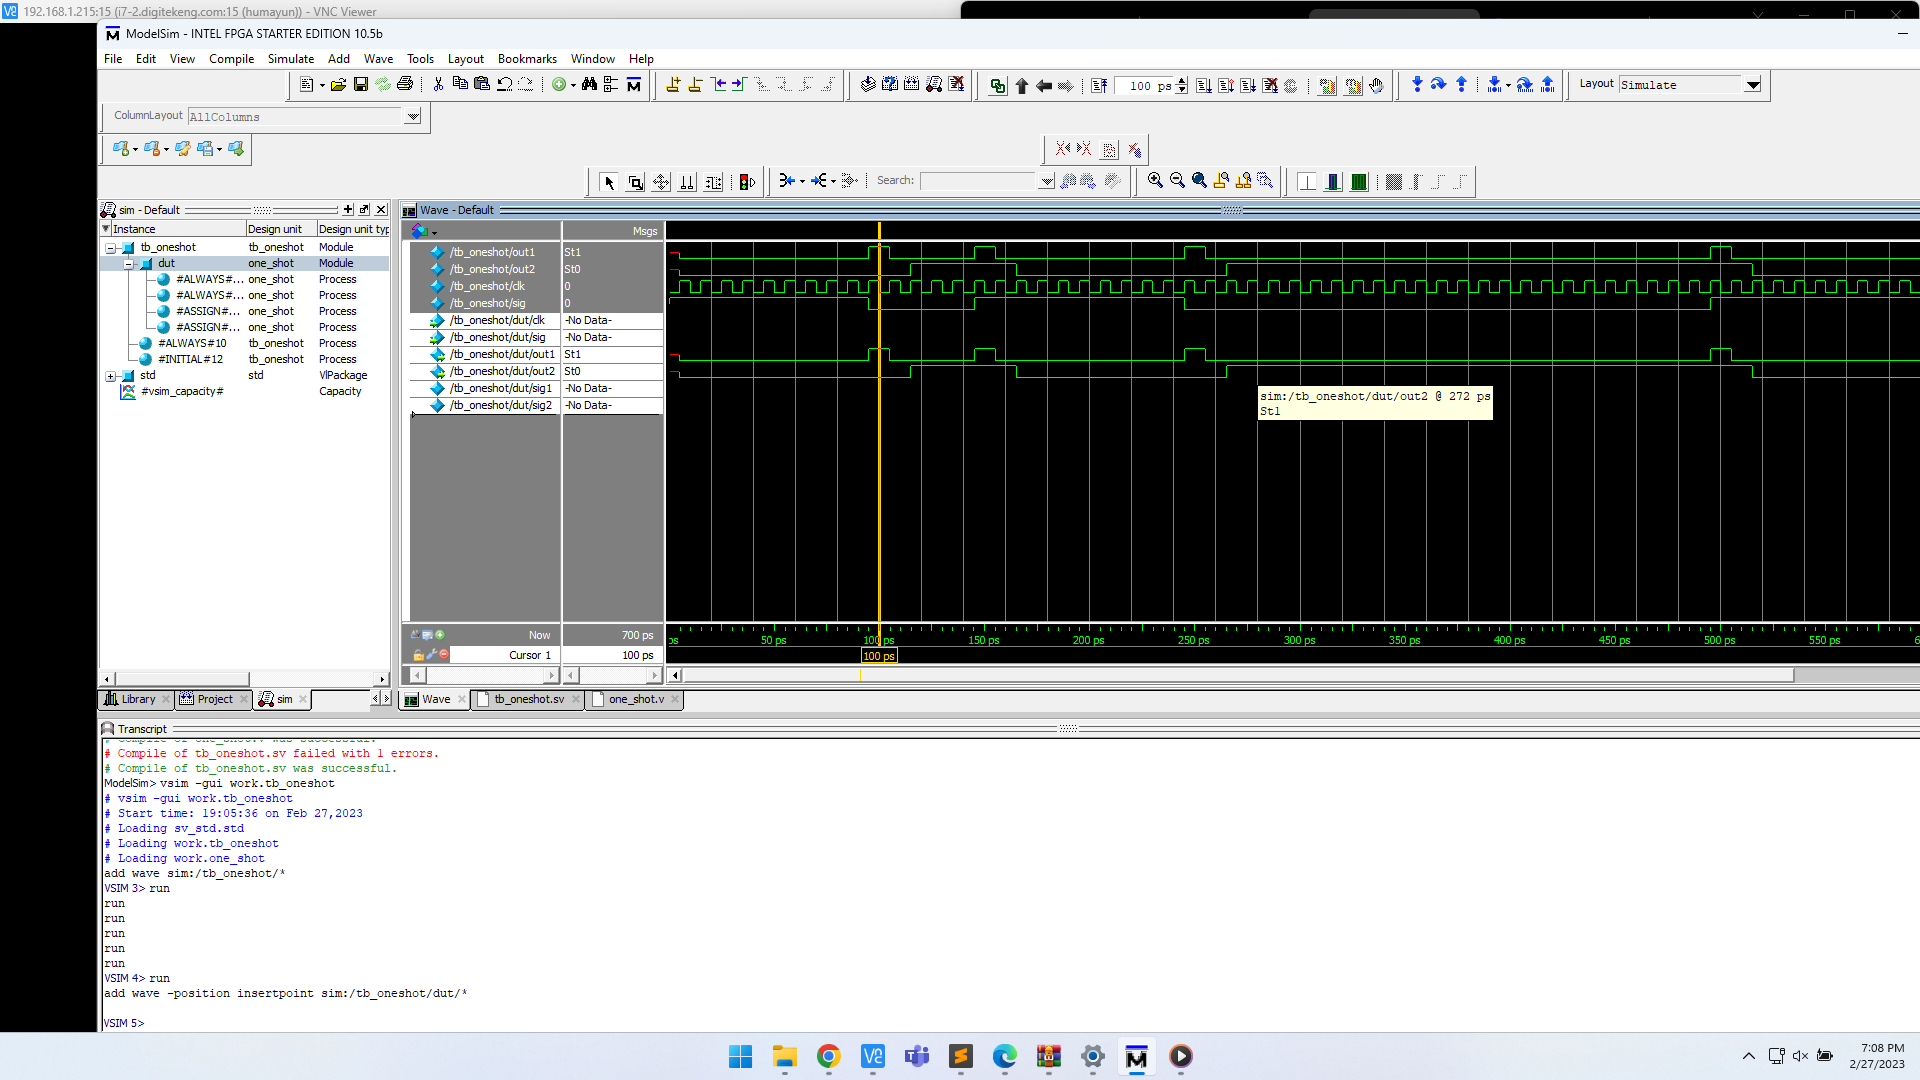 192.168.1.215:15 (i7-2.digitekeng.com:15 (humayun)) - VNC Viewer
ModelSim - INTEL FPGA STARTER EDITION 10.5b
File Edit View Compile Simulate Add Wave Tools Layout Bookmarks Window Help
100 ps
Layout Simulate
ColumnLayout AllColumns
Search:
sim - Default
Instance Design unit Design unit typ
tb_oneshot tb_oneshot Module
dut one_shot Module
#ALWAYS#... one_shot Process
#ALWAYS#... one_shot Process
#ASSIGN#... one_shot Process
#ASSIGN#... one_shot Process
#ALWAYS#10 tb_oneshot Process
#INITIAL#12 tb_oneshot Process
std std VlPackage
#vsim_capacity# Capacity
Wave - Default
Msgs
/tb_oneshot/out1 St1
/tb_oneshot/out2 St0
/tb_oneshot/clk 0
/tb_oneshot/sig 0
/tb_oneshot/dut/clk -No Data-
/tb_oneshot/dut/sig -No Data-
/tb_oneshot/dut/out1 St1
/tb_oneshot/dut/out2 St0
/tb_oneshot/dut/sig1 -No Data-
/tb_oneshot/dut/sig2 -No Data-
sim:/tb_oneshot/dut/out2 @ 272 ps
St1
Now 700 ps
ps 50 ps 100 ps 150 ps 200 ps 250 ps 300 ps 350 ps 400 ps 450 ps 500 ps 550 ps 6
Cursor 1 100 ps
100 ps
Library Project sim
Wave tb_oneshot.sv one_shot.v
Transcript
# Compile of one_shot.v was successful.
# Compile of tb_oneshot.sv failed with 1 errors.
# Compile of tb_oneshot.sv was successful.
ModelSim> vsim -gui work.tb_oneshot
# vsim -gui work.tb_oneshot
# Start time: 19:05:36 on Feb 27,2023
# Loading sv_std.std
# Loading work.tb_oneshot
# Loading work.one_shot
add wave sim:/tb_oneshot/*
VSIM 3> run
run
run
run
run
run
VSIM 4> run
add wave -position insertpoint sim:/tb_oneshot/dut/*
VSIM 5>
7:08 PM
2/27/2023